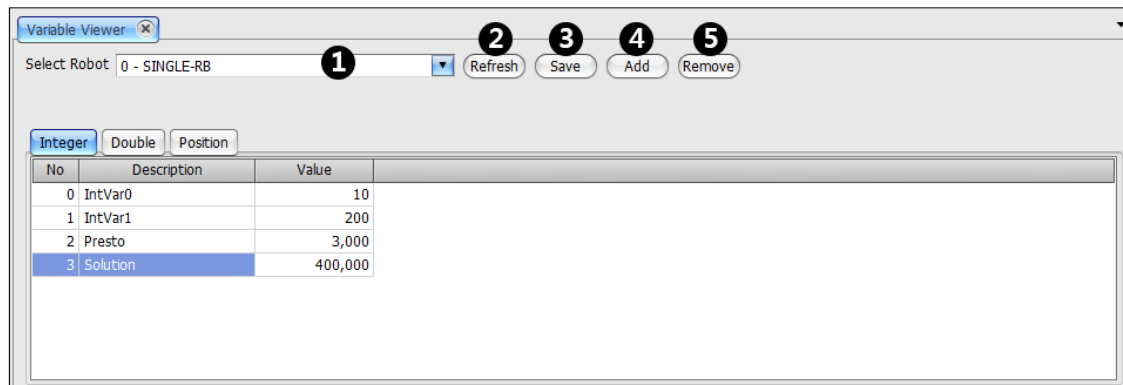 Variable Viewer
2 3 4 5
Select Robot 0 - SINGLE-RB 1 Refresh Save Add Remove
Integer Double Position
No Description Value
0 IntVar0 10
1 IntVar1 200
2 Presto 3,000
3 Solution 400,000